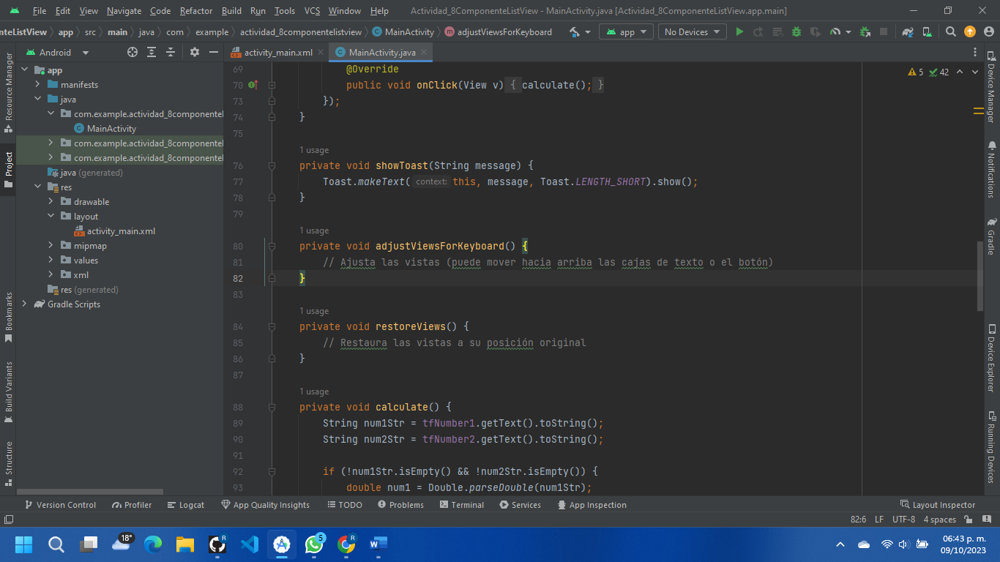 File Edit View Navigate Code Refactor Build Run Tools VCS Window Help Actividad_8ComponenteListView - MainActivity.java [Actividad_8ComponenteListView.app.main]
nteListView app src main java com example actividad_8componentelistview MainActivity adjustViewsForKeyboard app No Devices
Android
activity_main.xml MainActivity.java
Resource Manager
Project
Bookmarks
Build Variants
Structure
app
manifests
java
com.example.actividad_8componentel
MainActivity
com.example.actividad_8componentel
com.example.actividad_8componentel
java (generated)
res
drawable
layout
activity_main.xml
mipmap
values
xml
res (generated)
Gradle Scripts
5 42
69 @Override
70 public void onClick(View v) { calculate(); }
73 });
74 }
75
1 usage
76 private void showToast(String message) {
77 Toast.makeText( context: this, message, Toast.LENGTH_SHORT).show();
78 }
79
1 usage
80 private void adjustViewsForKeyboard() {
81 // Ajusta las vistas (puede mover hacia arriba las cajas de texto o el botón)
82 }
83
1 usage
84 private void restoreViews() {
85 // Restaura las vistas a su posición original
86 }
87
1 usage
88 private void calculate() {
89 String num1Str = tfNumber1.getText().toString();
90 String num2Str = tfNumber2.getText().toString();
91
92 if (!num1Str.isEmpty() && !num2Str.isEmpty()) {
93 double num1 = Double.parseDouble(num1Str);
Device Manager
Notifications
Gradle
Device Explorer
Running Devices
Version Control Profiler Logcat App Quality Insights TODO Problems Terminal Services App Inspection Layout Inspector
82:6 LF UTF-8 4 spaces
18° R 5 R R
06:43 p. m.
09/10/2023